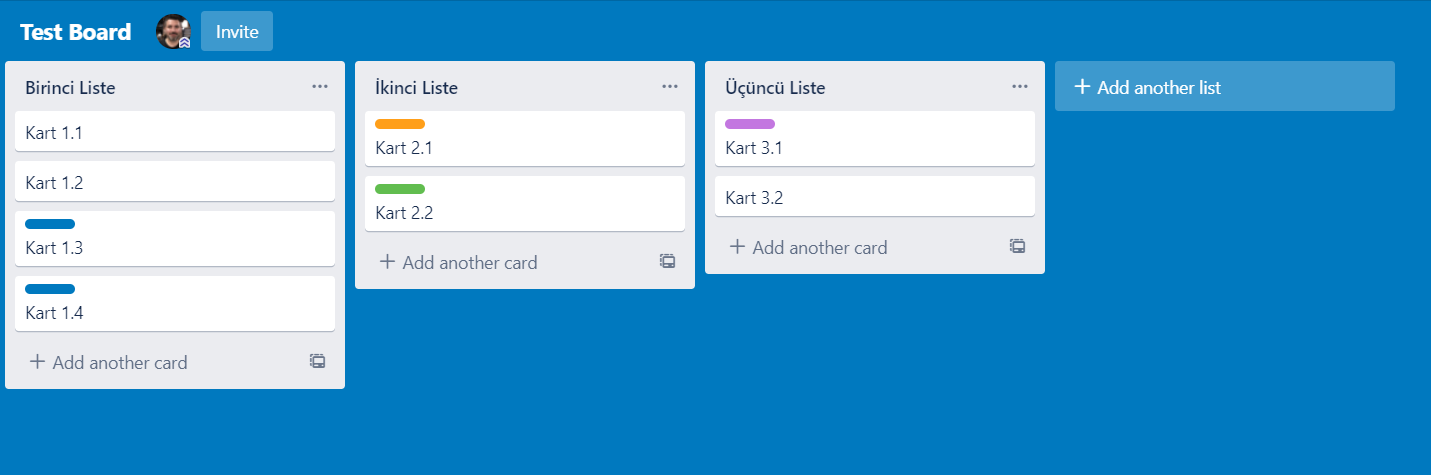 Test Board
Invite
Birinci Liste
Kart 1.1
Kart 1.2
Kart 1.3
Kart 1.4
+ Add another card
İkinci Liste
Kart 2.1
Kart 2.2
+ Add another card
Üçüncü Liste
Kart 3.1
Kart 3.2
+ Add another card
+ Add another list